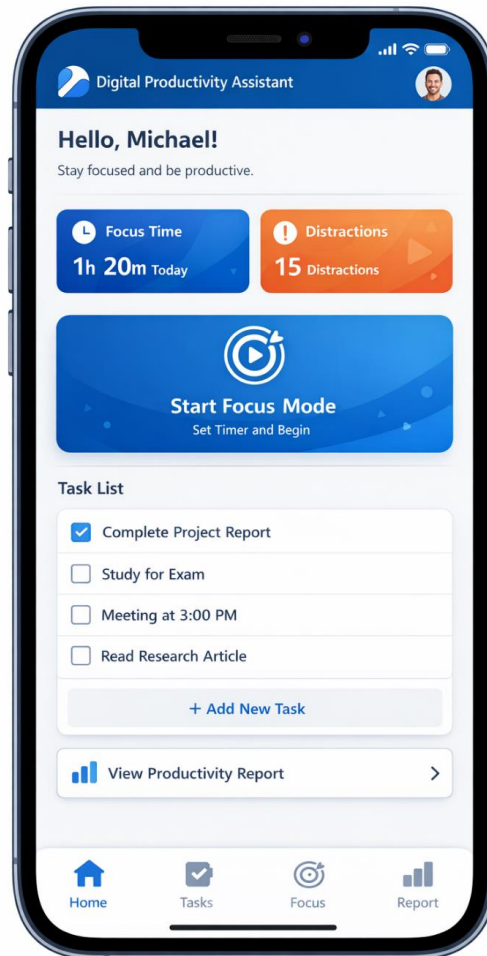 Digital Productivity Assistant
Hello, Michael!
Stay focused and be productive.
Focus Time
1h 20m Today
Distractions
15 Distractions
Start Focus Mode
Set Timer and Begin
Task List
Complete Project Report
Study for Exam
Meeting at 3:00 PM
Read Research Article
+ Add New Task
View Productivity Report
Home
Tasks
Focus
Report